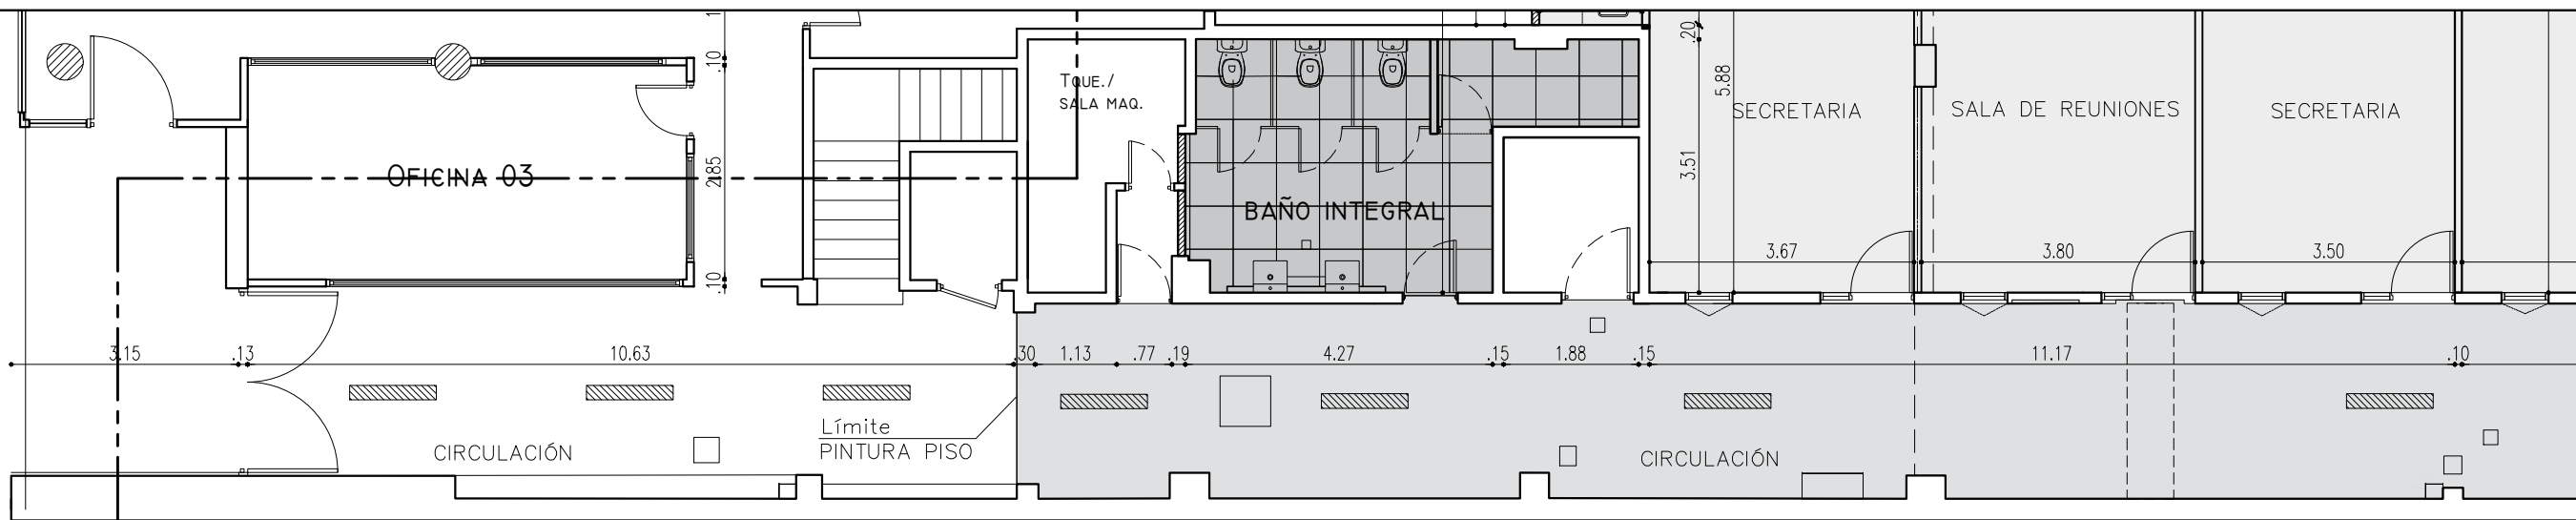 .10
2.85
.10
OFICINA 03
TQUE./
SALA MAQ.
BAÑO INTEGRAL
.20
5.88
3.51
SECRETARIA
SALA DE REUNIONES
SECRETARIA
3.67
3.80
3.50
3.15
.13
10.63
.30
1.13
.77
.19
4.27
.15
1.88
.15
11.17
.10
Límite
PINTURA PISO
CIRCULACIÓN
CIRCULACIÓN